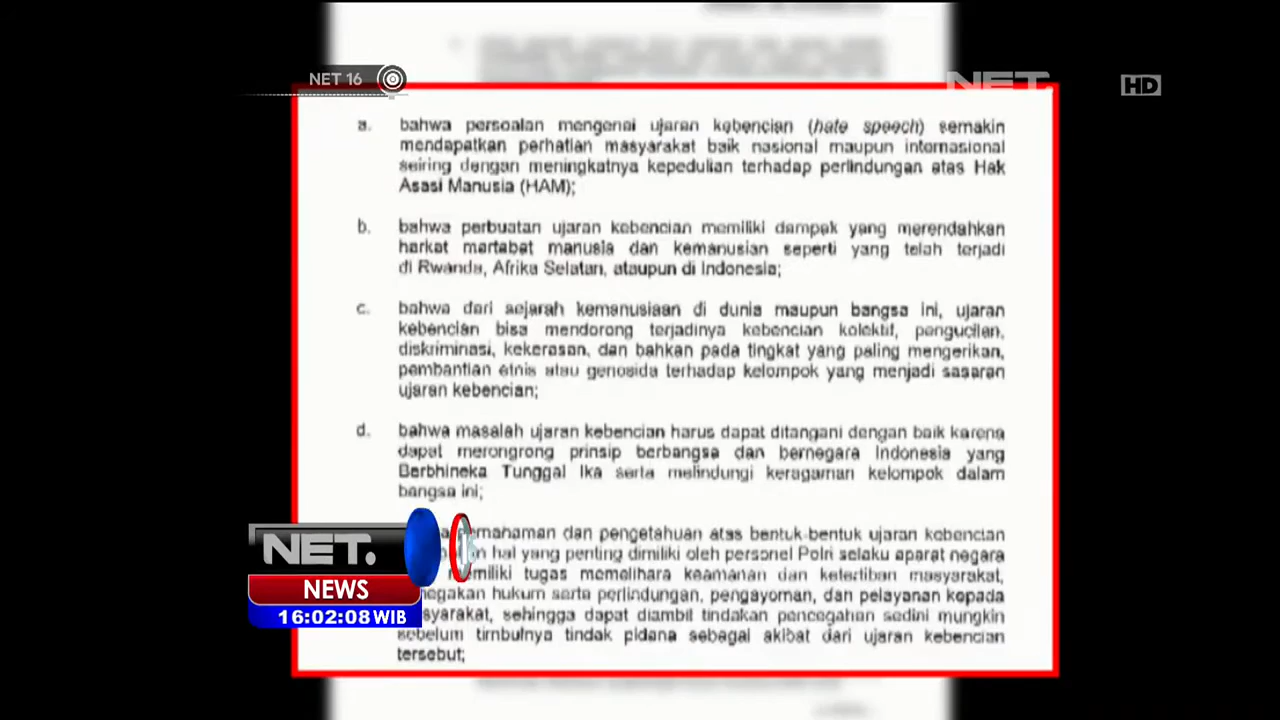 NET 16
NET.
HD
a. bahwa persoalan mengenai ujaran kebencian (hate speech) semakin
mendapatkan perhatian masyarakat baik nasional maupun internasional
seiring dengan meningkatnya kepedulian terhadap perlindungan atas Hak
Asasi Manusia (HAM);
b. bahwa perbuatan ujaran kebencian memiliki dampak yang merendahkan
harkat martabat manusia dan kemanusian seperti yang telah terjadi
di Rwanda, Afrika Selatan, ataupun di Indonesia;
c. bahwa dari sejarah kemanusiaan di dunia maupun bangsa ini, ujaran
kebencian bisa mendorong terjadinya kebencian kolektif, pengucilan,
diskriminasi, kekerasan, dan bahkan pada tingkat yang paling mengerikan,
pembantian etnis atau genosida terhadap kelompok yang menjadi sasaran
ujaran kebencian;
d. bahwa masalah ujaran kebencian harus dapat ditangani dengan baik karena
dapat merongrong prinsip berbangsa dan bernegara Indonesia yang
Berbhineka Tunggal Ika serta melindungi keragaman kelompok dalam
bangsa ini;
dan pengetahuan atas bentuk-bentuk ujaran kebencian
hal yang penting dimiliki oleh personel Polri selaku aparat negara
tugas memelihara keamanan dan ketertiban masyarakat,
hukum serta perlindungan, pengayoman, dan pelayanan kepada
sehingga dapat diambil tindakan pencegahan sedini mungkin
sebelum timbulnya tindak pidana sebagai akibat dari ujaran kebencian
tersebut;
NET.
NEWS
16:02:08 WIB